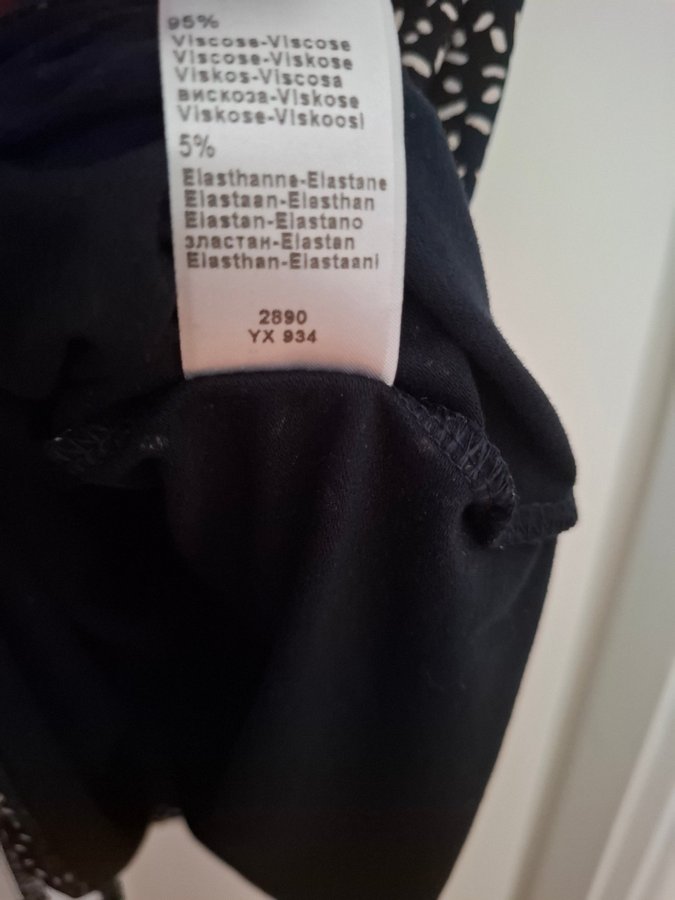 95%
Viscose-Viscose
Viscose-Viskose
Viskos-Viscosa
вискоза-Viskose
Viskose-Viskoosi
5%
Elasthanne-Elastane
Elastaan-Elasthan
Elastan-Elastano
эластан-Elastan
Elasthan-Elastaani
2890
YX 934